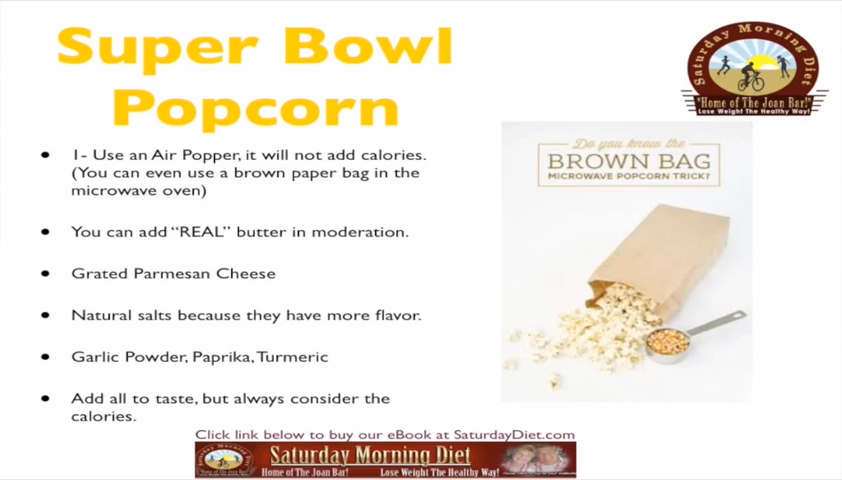 Super Bowl
Popcorn
Saturday Morning Diet
"Home of The Joan Bar!"
Lose Weight The Healthy Way!
• 1- Use an Air Popper, it will not add calories.
(You can even use a brown paper bag in the
microwave oven)
• You can add “REAL” butter in moderation.
• Grated Parmesan Cheese
• Natural salts because they have more flavor.
• Garlic Powder, Paprika, Turmeric
• Add all to taste, but always consider the
calories.
Do you know the
BROWN BAG
MICROWAVE POPCORN TRICK?
Click link below to buy our eBook at SaturdayDiet.com
Saturday Morning Diet
Home of The Joan Bar! Lose Weight The Healthy Way!